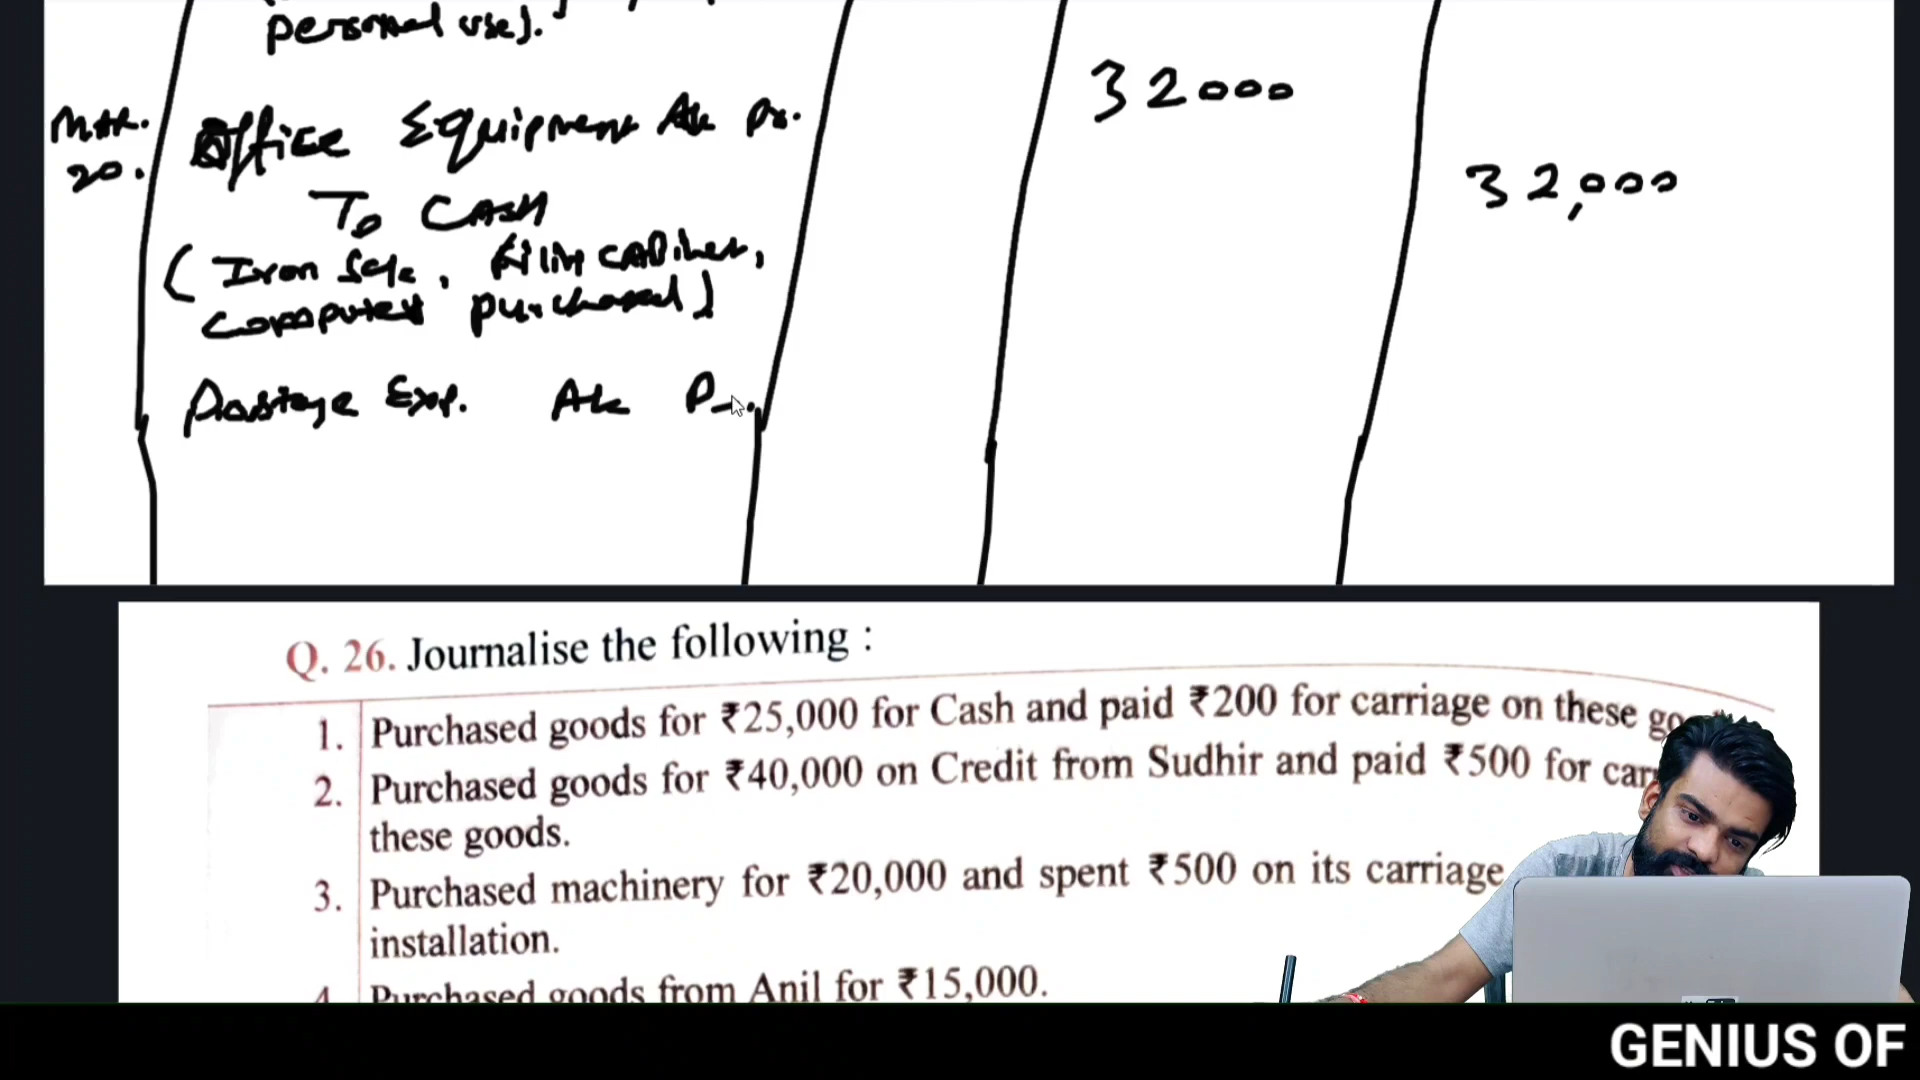 personal use).
32000
Mar.
20.
Office Equipment A/c Dr.
32,000
To Cash
(Iron Safe, filing cabinet,
computer purchased)
Postage Exp. A/c D
Q. 26. Journalise the following :
1. Purchased goods for ₹25,000 for Cash and paid ₹200 for carriage on these
2. Purchased goods for ₹40,000 on Credit from Sudhir and paid ₹500 for
these goods.
3. Purchased machinery for ₹20,000 and spent ₹500 on its carriage
installation.
4. Purchased goods from Anil for ₹15,000.
GENIUS OF